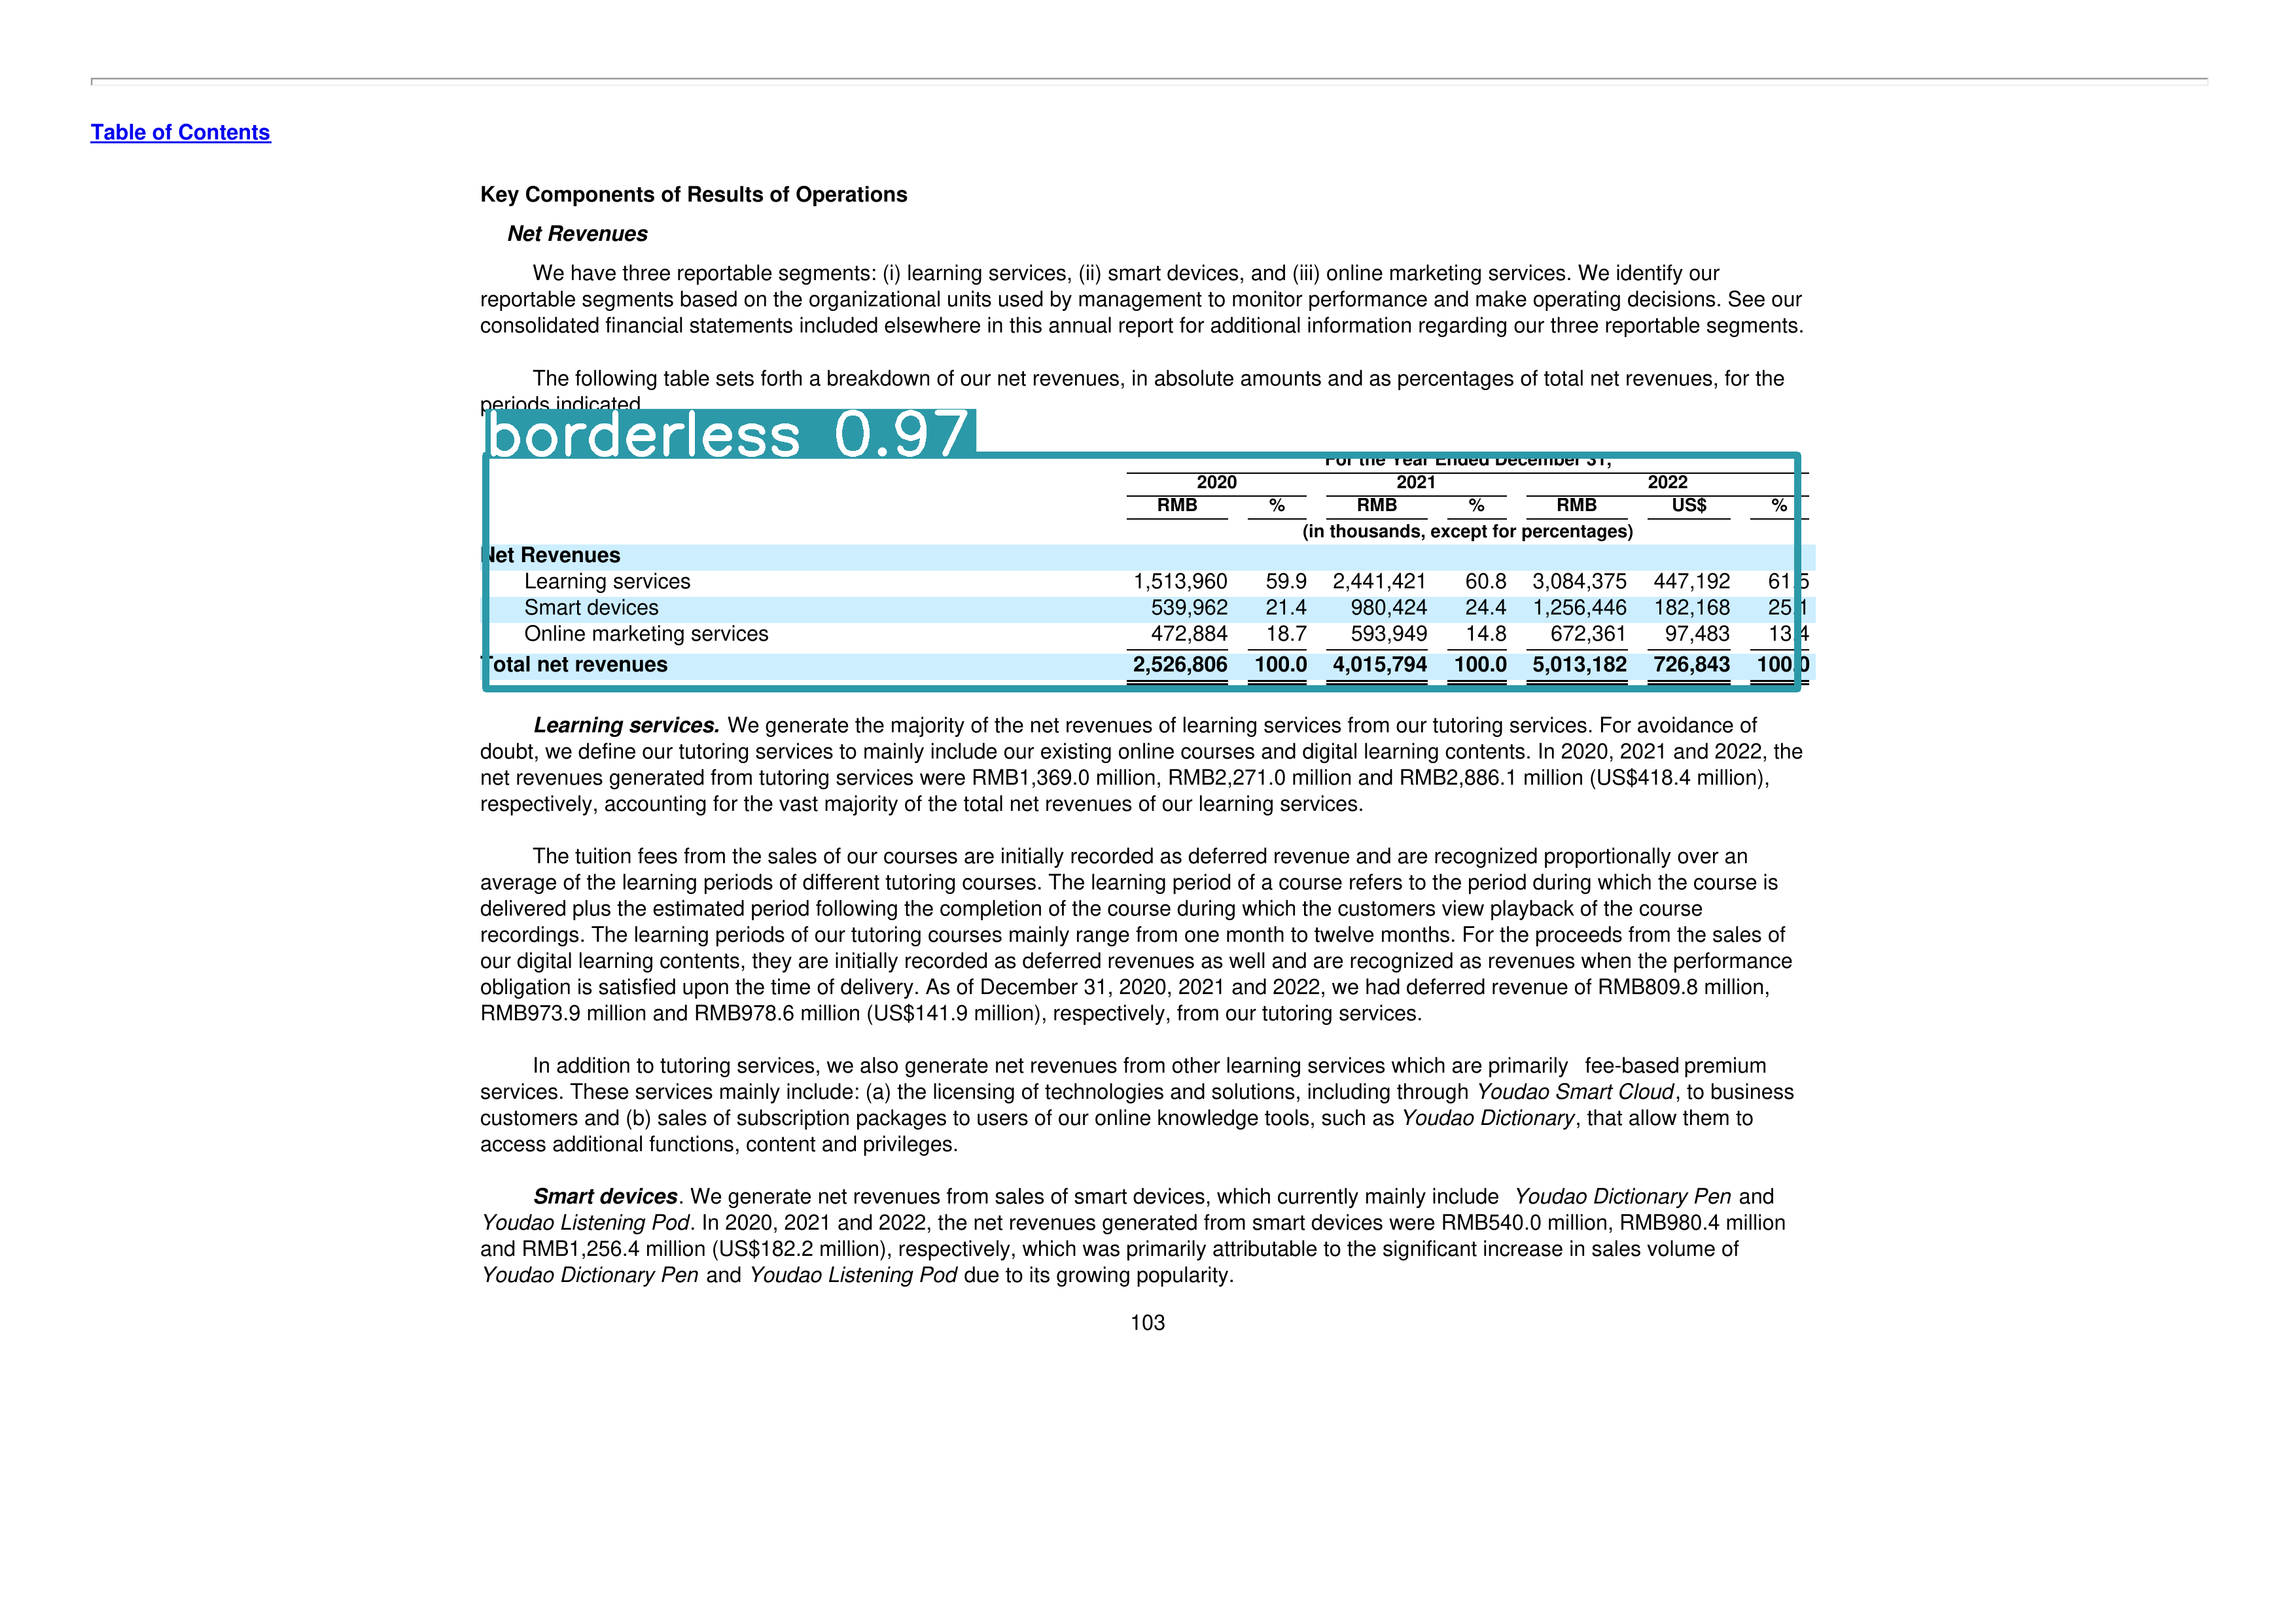 Table of Contents
Key Components of Results of Operations
Net Revenues
We have three reportable segments: (i) learning services, (ii) smart devices, and (iii) online marketing services. We identify our
reportable segments based on the organizational units used by management to monitor performance and make operating decisions. See our
consolidated financial statements included elsewhere in this annual report for additional information regarding our three reportable segments.
The following table sets forth a breakdown of our net revenues, in absolute amounts and as percentages of total net revenues, for the
periods indicated
borderless 0.97
For the Year Ended December 31,
2020 2021 2022
RMB % RMB % RMB US$ %
(in thousands, except for percentages)
Net Revenues
Learning services 1,513,960 59.9 2,441,421 60.8 3,084,375 447,192 61.5
Smart devices 539,962 21.4 980,424 24.4 1,256,446 182,168 25.1
Online marketing services 472,884 18.7 593,949 14.8 672,361 97,483 13.4
Total net revenues 2,526,806 100.0 4,015,794 100.0 5,013,182 726,843 100.0
Learning services. We generate the majority of the net revenues of learning services from our tutoring services. For avoidance of
doubt, we define our tutoring services to mainly include our existing online courses and digital learning contents. In 2020, 2021 and 2022, the
net revenues generated from tutoring services were RMB1,369.0 million, RMB2,271.0 million and RMB2,886.1 million (US$418.4 million),
respectively, accounting for the vast majority of the total net revenues of our learning services.
The tuition fees from the sales of our courses are initially recorded as deferred revenue and are recognized proportionally over an
average of the learning periods of different tutoring courses. The learning period of a course refers to the period during which the course is
delivered plus the estimated period following the completion of the course during which the customers view playback of the course
recordings. The learning periods of our tutoring courses mainly range from one month to twelve months. For the proceeds from the sales of
our digital learning contents, they are initially recorded as deferred revenues as well and are recognized as revenues when the performance
obligation is satisfied upon the time of delivery. As of December 31, 2020, 2021 and 2022, we had deferred revenue of RMB809.8 million,
RMB973.9 million and RMB978.6 million (US$141.9 million), respectively, from our tutoring services.
In addition to tutoring services, we also generate net revenues from other learning services which are primarily fee-based premium
services. These services mainly include: (a) the licensing of technologies and solutions, including through Youdao Smart Cloud, to business
customers and (b) sales of subscription packages to users of our online knowledge tools, such as Youdao Dictionary, that allow them to
access additional functions, content and privileges.
Smart devices. We generate net revenues from sales of smart devices, which currently mainly include Youdao Dictionary Pen and
Youdao Listening Pod. In 2020, 2021 and 2022, the net revenues generated from smart devices were RMB540.0 million, RMB980.4 million
and RMB1,256.4 million (US$182.2 million), respectively, which was primarily attributable to the significant increase in sales volume of
Youdao Dictionary Pen and Youdao Listening Pod due to its growing popularity.
103